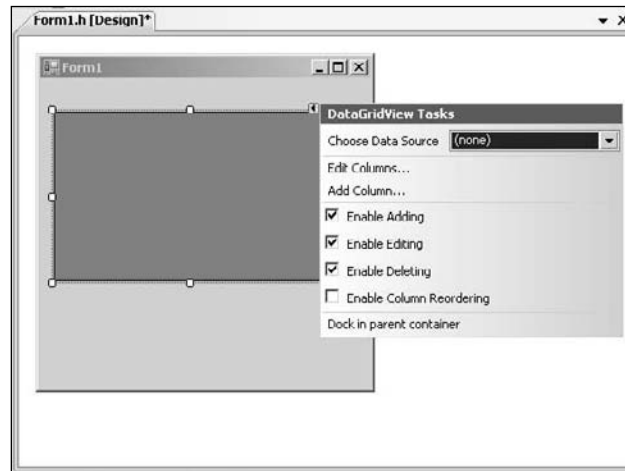 Form1.h [Design]*
Form1
DataGridView Tasks
Choose Data Source (none)
Edit Columns...
Add Column...
Enable Adding
Enable Editing
Enable Deleting
Enable Column Reordering
Dock in parent container